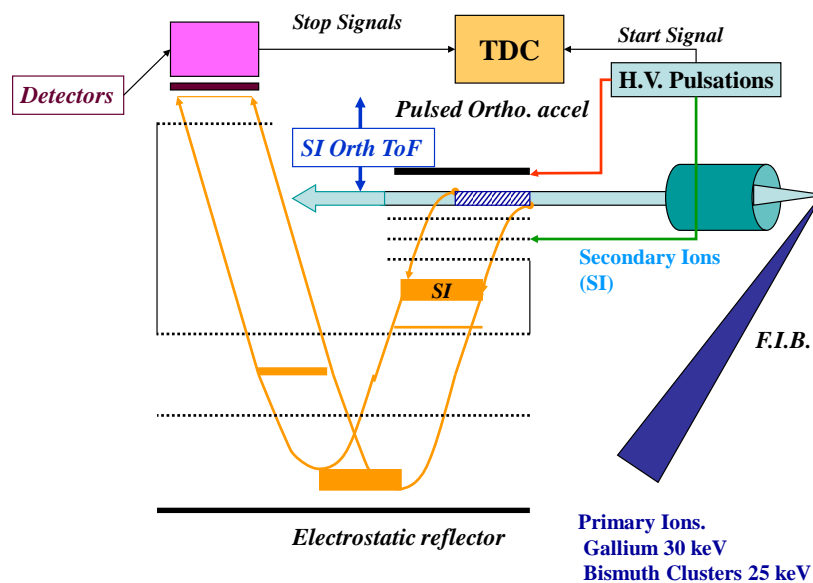 Stop Signals
TDC
Start Signal
H.V. Pulsations
Detectors
Pulsed Ortho. accel
SI Orth ToF
Secondary Ions
(SI)
SI
F.I.B.
Electrostatic reflector
Primary Ions.
Gallium 30 keV
Bismuth Clusters 25 keV